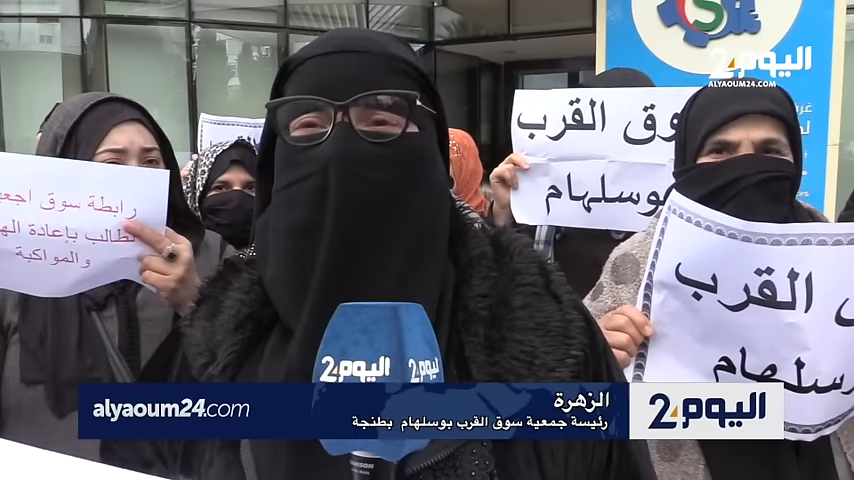 اليوم24
ALYAOUM24.COM
سوق القرب
بوسلهام
رابطة سوق
تطالب بإعادة
والمواكبة
القرب
بوسلهام
اليوم24
اليوم24
SAMSON
alyaoum24.com
الزهرة
رئيسة جمعية سوق القرب بوسلهام بطنجة
اليوم24